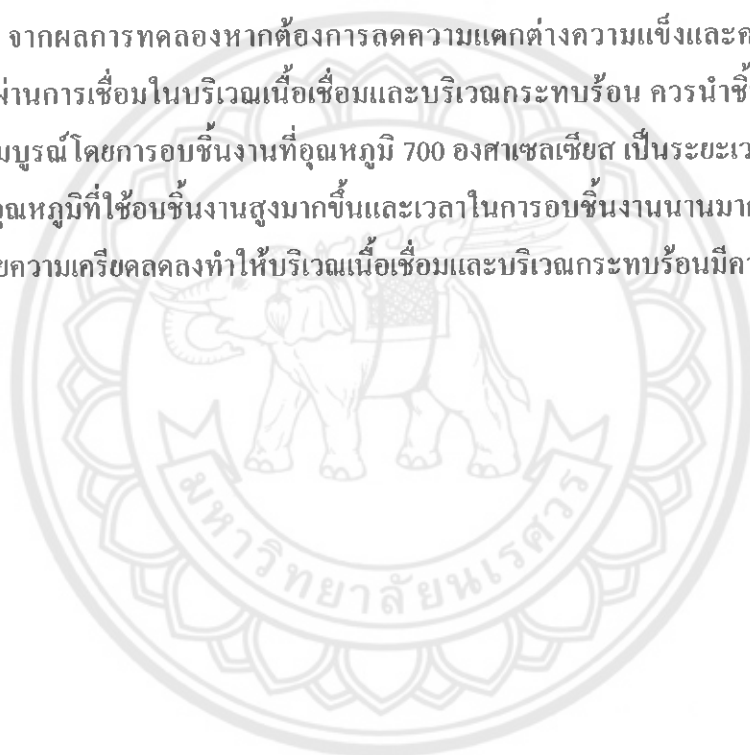 จากผลการทดลองหากต้องการลดความแตกต่างความแข็งและค
ผ่านการเชื่อมในบริเวณเนื้อเชื่อมและบริเวณกระทบร้อน ควรนำชิ้
มบูรณ์โดยการอบชิ้นงานที่อุณหภูมิ 700 องศาเซลเซียส เป็นระยะเว
อุณหภูมิที่ใช้อบชิ้นงานสูงมากขึ้นและเวลาในการอบชิ้นงานนานมาก
ยความเครียดลดลงทำให้บริเวณเนื้อเชื่อมและบริเวณกระทบร้อนมีคว
มหาวิทยาลัยนเรศวร